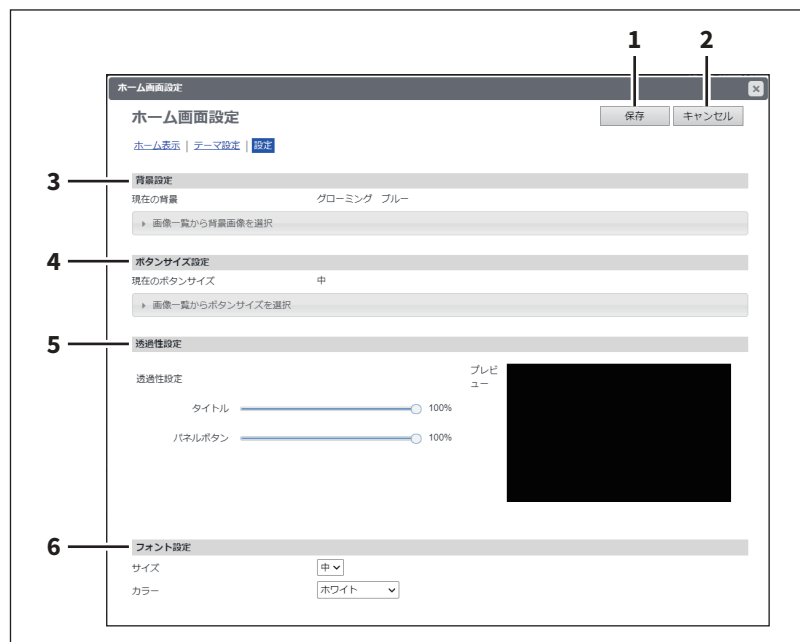 1 2
ホーム画面設定
ホーム画面設定
保存 キャンセル
ホーム表示 | テーマ設定 | 設定
3 背景設定
現在の背景 グローミング ブルー
画像一覧から背景画像を選択
4 ボタンサイズ設定
現在のボタンサイズ 中
画像一覧からボタンサイズを選択
5 透過性設定
透過性設定
プレビ
ュー
タイトル 100%
パネルボタン 100%
6 フォント設定
サイズ 中
カラー ホワイト